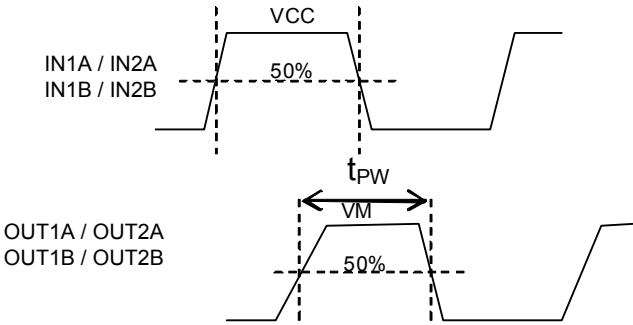 VCC
IN1A / IN2A
IN1B / IN2B
50%
tPW
VM
OUT1A / OUT2A
OUT1B / OUT2B
50%